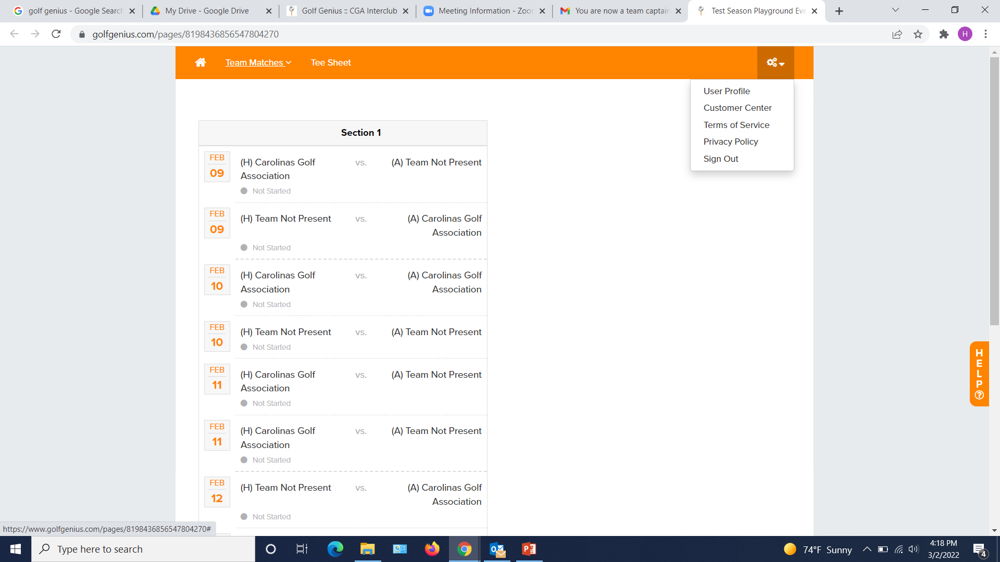 golf genius - Google Search
My Drive - Google Drive
Golf Genius :: CGA Interclub
Meeting Information - Zoom
You are now a team captain
Test Season Playground Eve
golfgenius.com/pages/8198436856547804270
H
Team Matches
Tee Sheet
User Profile
Customer Center
Terms of Service
Privacy Policy
Sign Out
Section 1
FEB
09
(H) Carolinas Golf
Association
vs.
(A) Team Not Present
Not Started
FEB
09
(H) Team Not Present
vs.
(A) Carolinas Golf
Association
Not Started
FEB
10
(H) Carolinas Golf
Association
vs.
(A) Carolinas Golf
Association
Not Started
FEB
10
(H) Team Not Present
vs.
(A) Team Not Present
Not Started
FEB
11
(H) Carolinas Golf
Association
vs.
(A) Team Not Present
Not Started
FEB
11
(H) Carolinas Golf
Association
vs.
(A) Team Not Present
Not Started
FEB
12
(H) Team Not Present
vs.
(A) Carolinas Golf
Association
Not Started
HELP
https://www.golfgenius.com/pages/8198436856547804270#
Type here to search
74°F Sunny
4:18 PM
3/2/2022
4